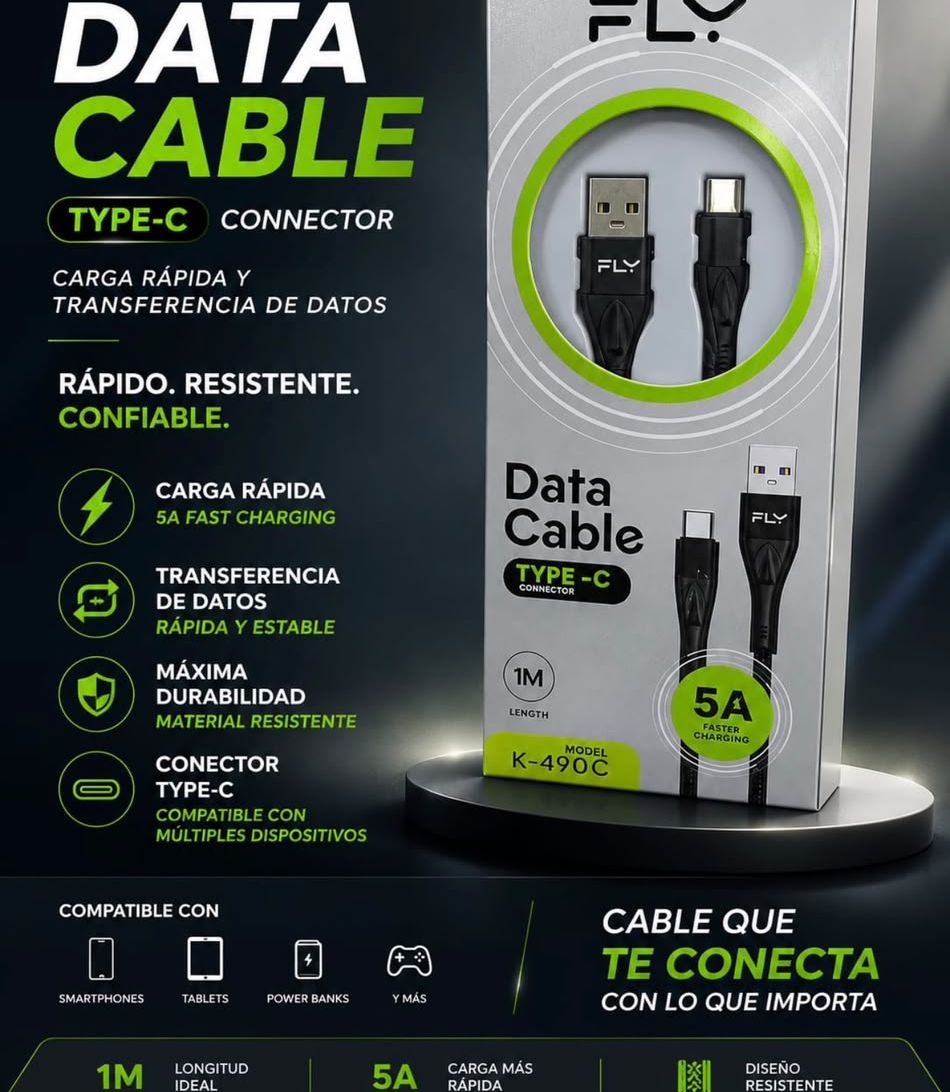 DATA
CABLE
TYPE-C CONNECTOR
CARGA RÁPIDA Y
TRANSFERENCIA DE DATOS
RÁPIDO. RESISTENTE.
CONFIABLE.
CARGA RÁPIDA
5A FAST CHARGING
TRANSFERENCIA
DE DATOS
RÁPIDA Y ESTABLE
MÁXIMA
DURABILIDAD
MATERIAL RESISTENTE
CONECTOR
TYPE-C
COMPATIBLE CON
MÚLTIPLES DISPOSITIVOS
FLY
FLY
Data
Cable
TYPE -C
CONNECTOR
FLY
1M
LENGTH
5A
FASTER
CHARGING
MODEL
K-490C
COMPATIBLE CON
SMARTPHONES
TABLETS
POWER BANKS
Y MÁS
CABLE QUE
TE CONECTA
CON LO QUE IMPORTA
1M
LONGITUD
IDEAL
5A
CARGA MÁS
RÁPIDA
DISEÑO
RESISTENTE